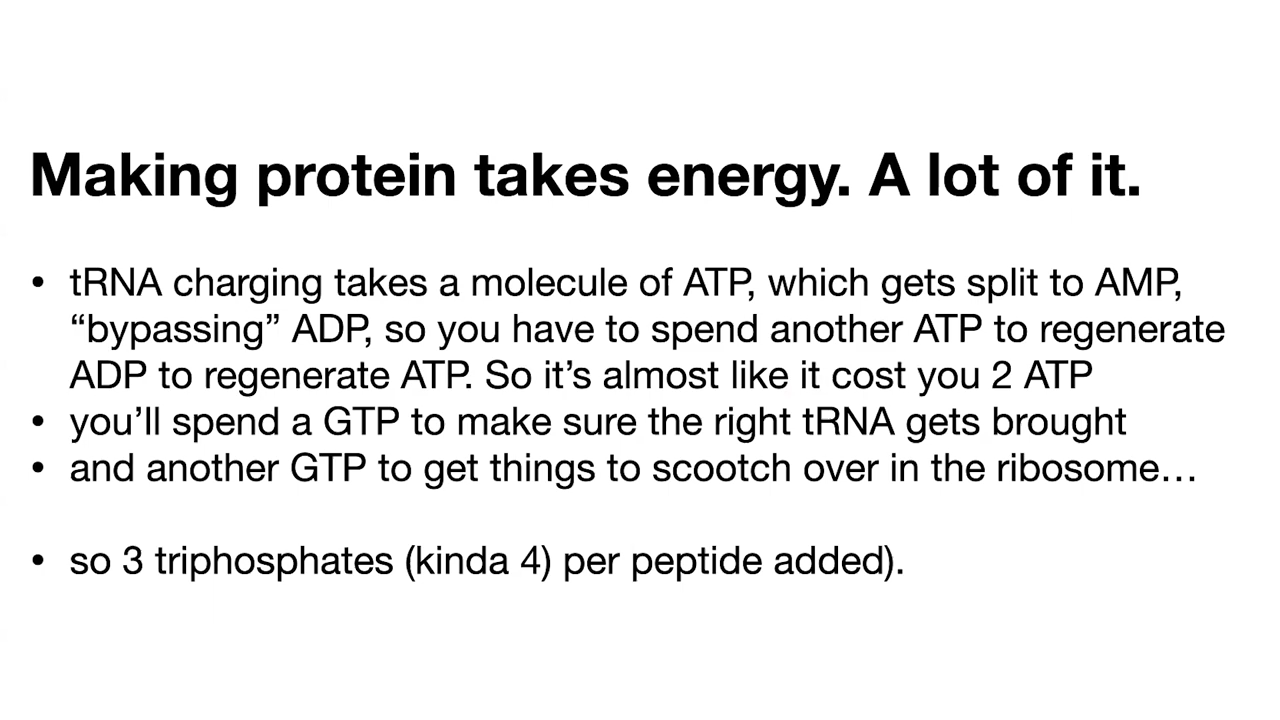 Making protein takes energy. A lot of it.
• tRNA charging takes a molecule of ATP, which gets split to AMP,
“bypassing” ADP, so you have to spend another ATP to regenerate
ADP to regenerate ATP. So it’s almost like it cost you 2 ATP
• you’ll spend a GTP to make sure the right tRNA gets brought
• and another GTP to get things to scootch over in the ribosome…
• so 3 triphosphates (kinda 4) per peptide added).